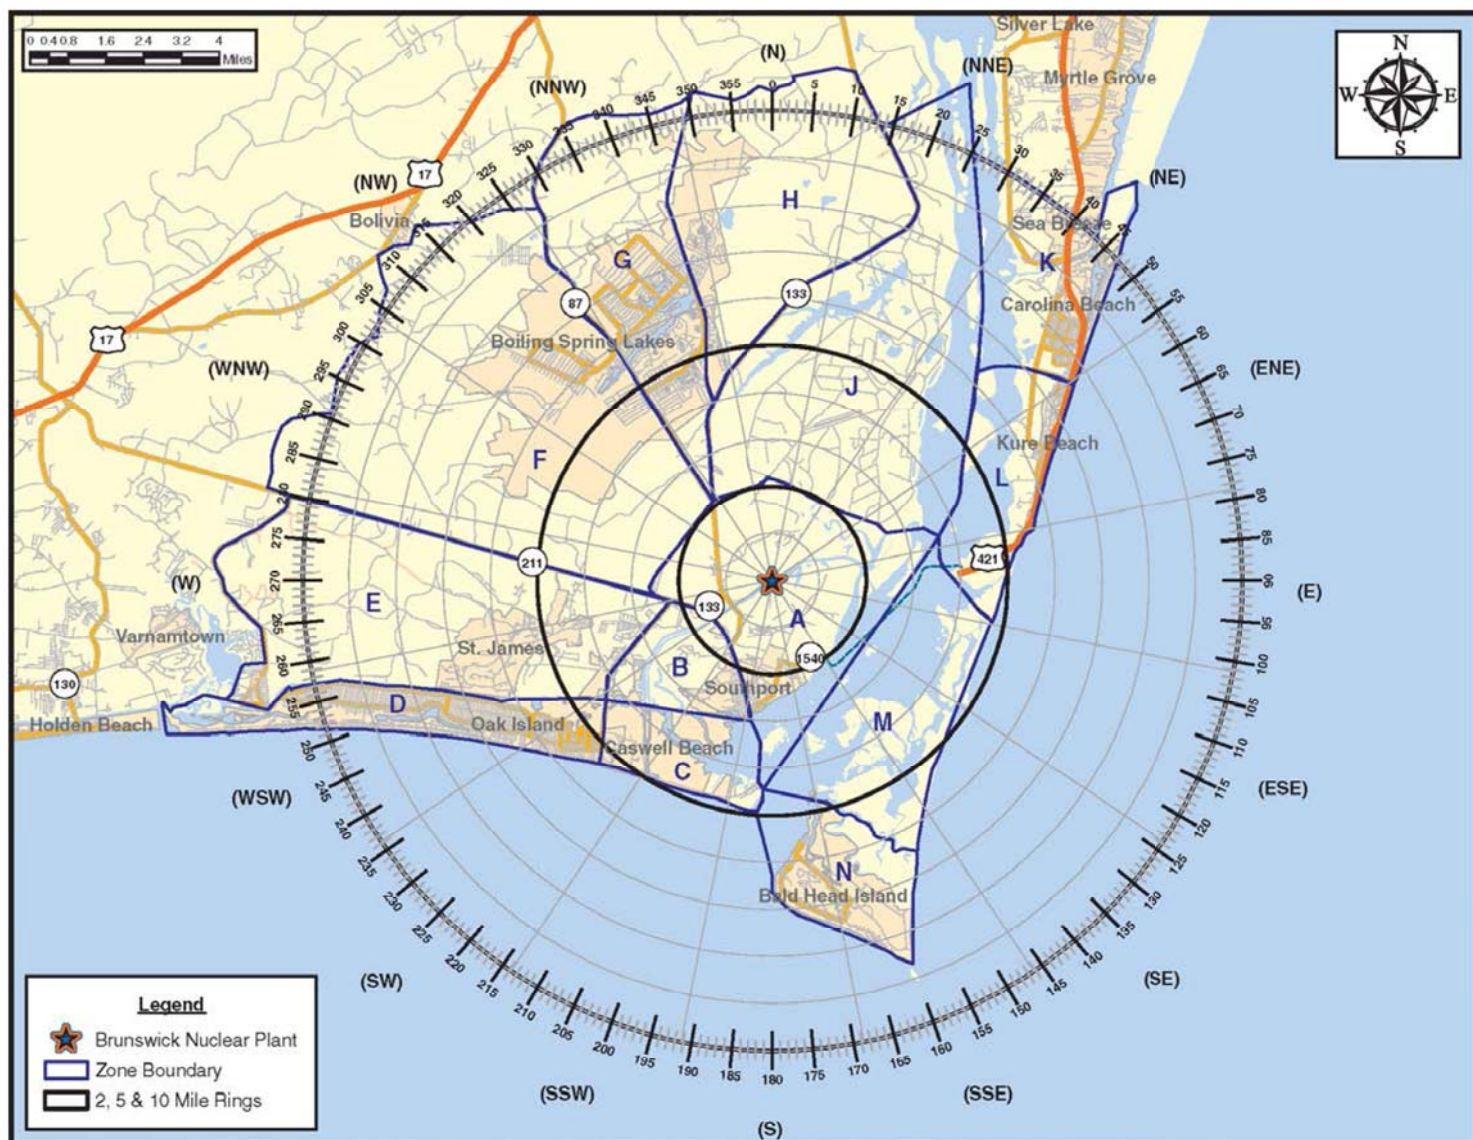 Silver Lake
0 0.4 0.8 1.6 2.4 3.2 4
Miles
(N)
(NNE)
(NNW)
Myrtle Grove
N
W E
S
340 345 350 355 0 5 10 15 20 25 30 35 40 45
330 335
325
320
315
310
305
300
295
290
285
280
275
270
265
260
255
250
245
240
235
230
225
220
215
210
205
200
195
190
185
180
175
170
165
160
155
150
145
140
135
130
125
120
115
110
105
100
95
90
85
80
75
70
65
60
55
50
17
(NW)
(NE)
Bolivia
H
Sea Breeze
G
K
87
133
Carolina Beach
17
Boiling Spring Lakes
(WNW)
(ENE)
J
Kure Beach
F
L
211
421
(W)
(E)
E
133
A
Varnamtown
St. James
1540
B
130
Southport
D
Holden Beach
Oak Island
M
Caswell Beach
C
(WSW)
(ESE)
N
Bald Head Island
(SW)
(SE)
(SSW)
(SSE)
(S)
Legend
Brunswick Nuclear Plant
Zone Boundary
2, 5 & 10 Mile Rings